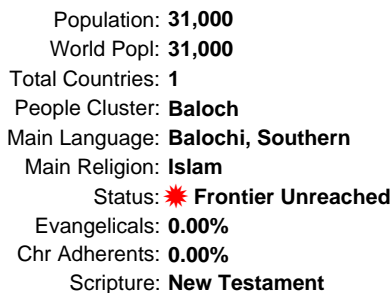 Population: 31,000
World Popl: 31,000
Total Countries: 1
People Cluster: Baloch
Main Language: Balochi, Southern
Main Religion: Islam
Status: Frontier Unreached
Evangelicals: 0.00%
Chr Adherents: 0.00%
Scripture: New Testament